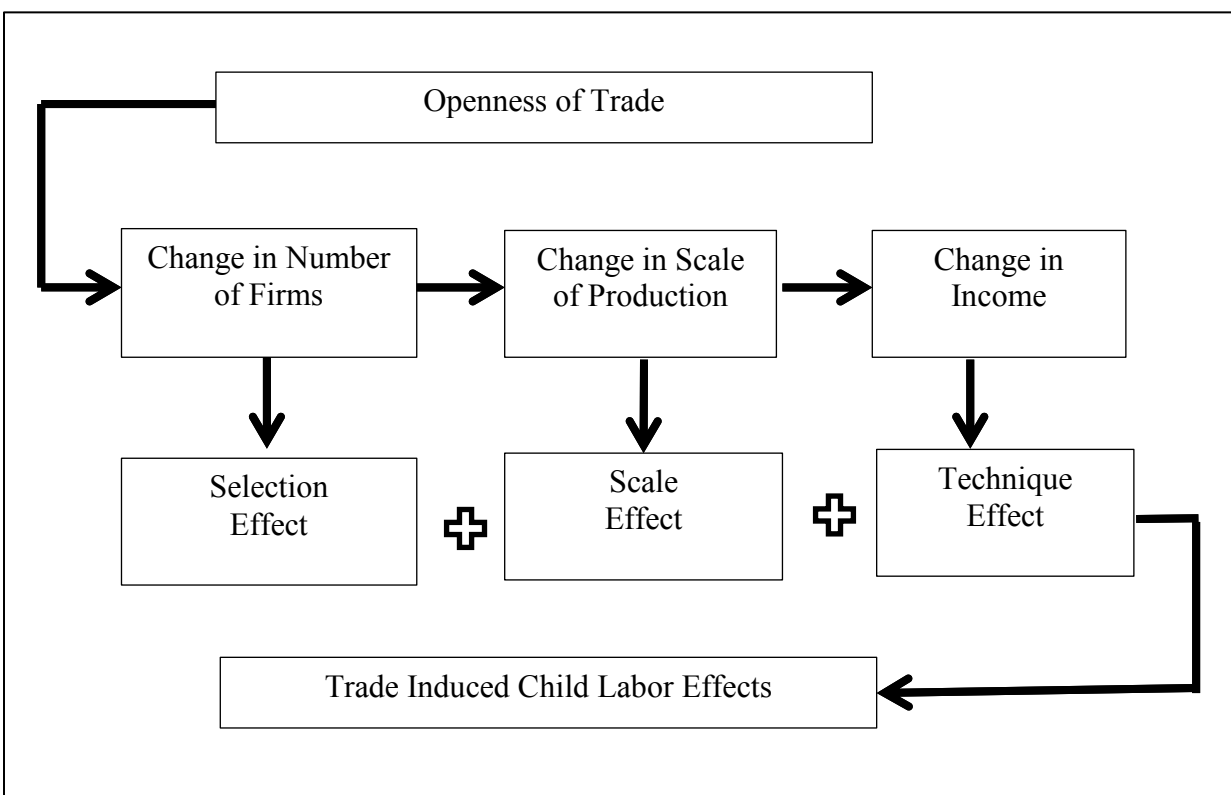 Openness of Trade
Change in Number
of Firms
Change in Scale
of Production
Change in
Income
Selection
Effect
Scale
Effect
Technique
Effect
Trade Induced Child Labor Effects